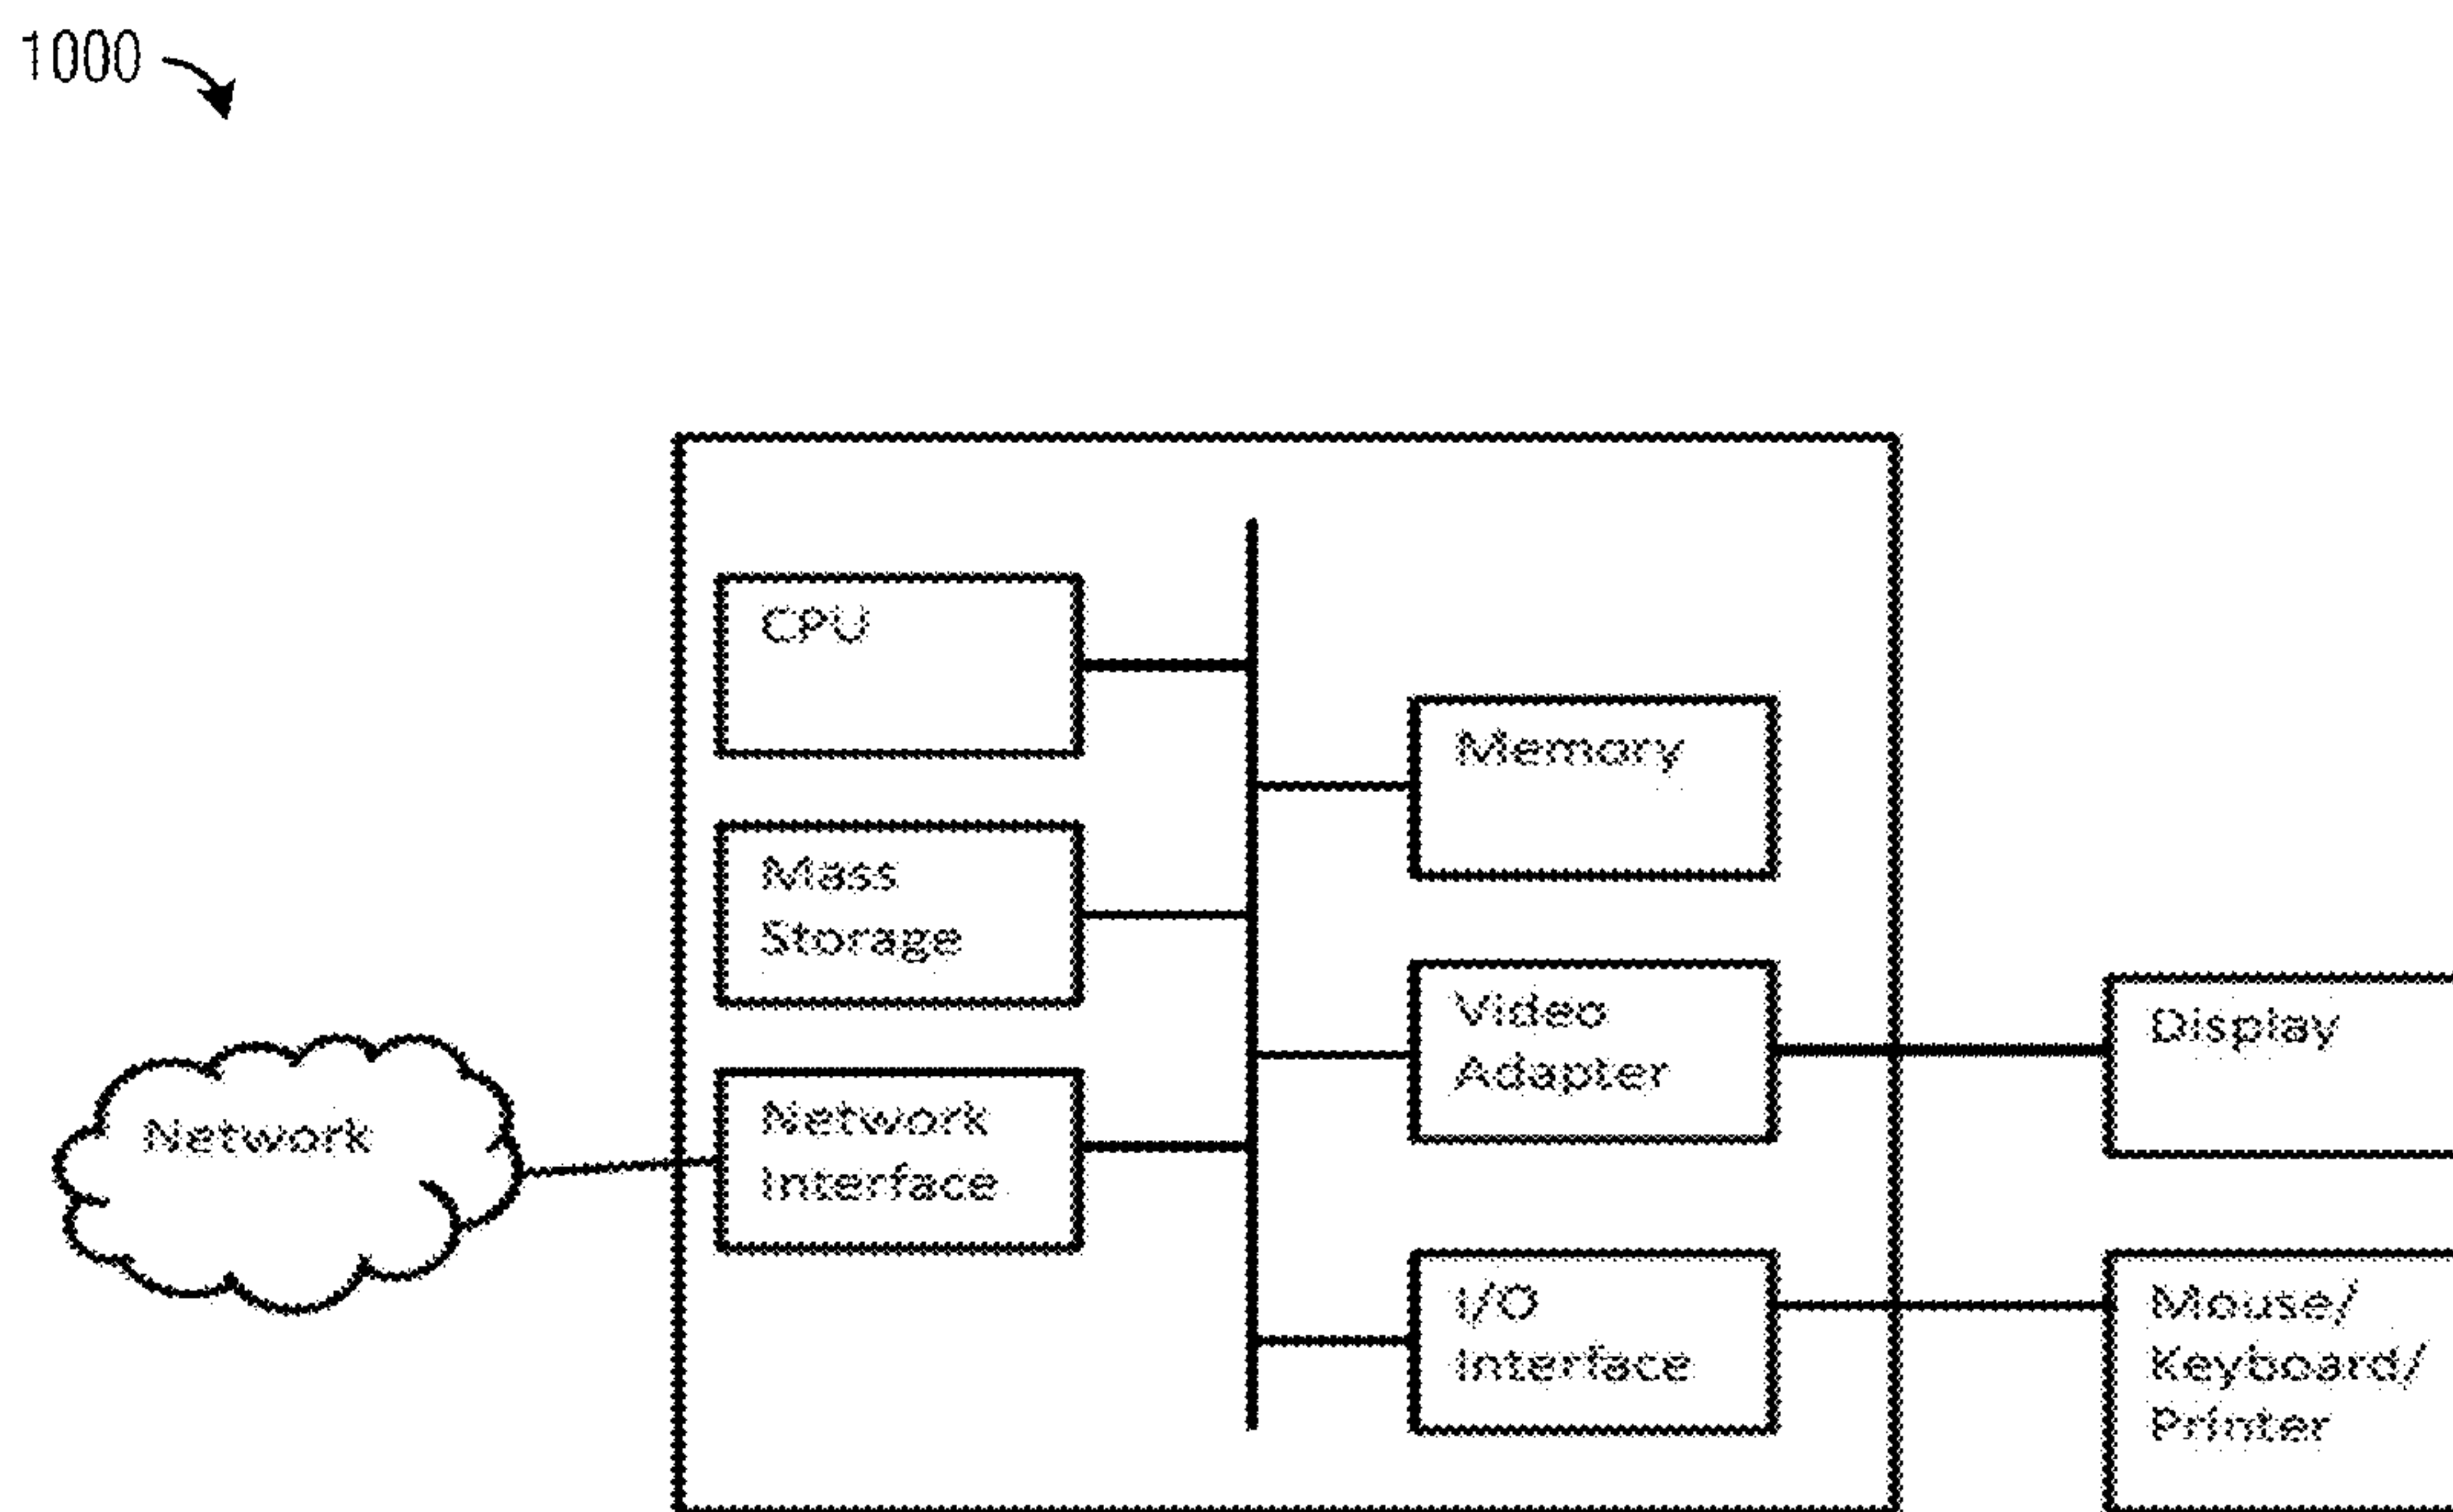 1000
CPU
Memory
Mass
Storage
Video
Adapter
Display
Network
Network
Interface
I/O
Interface
Mouse/
Keyboard/
Printer